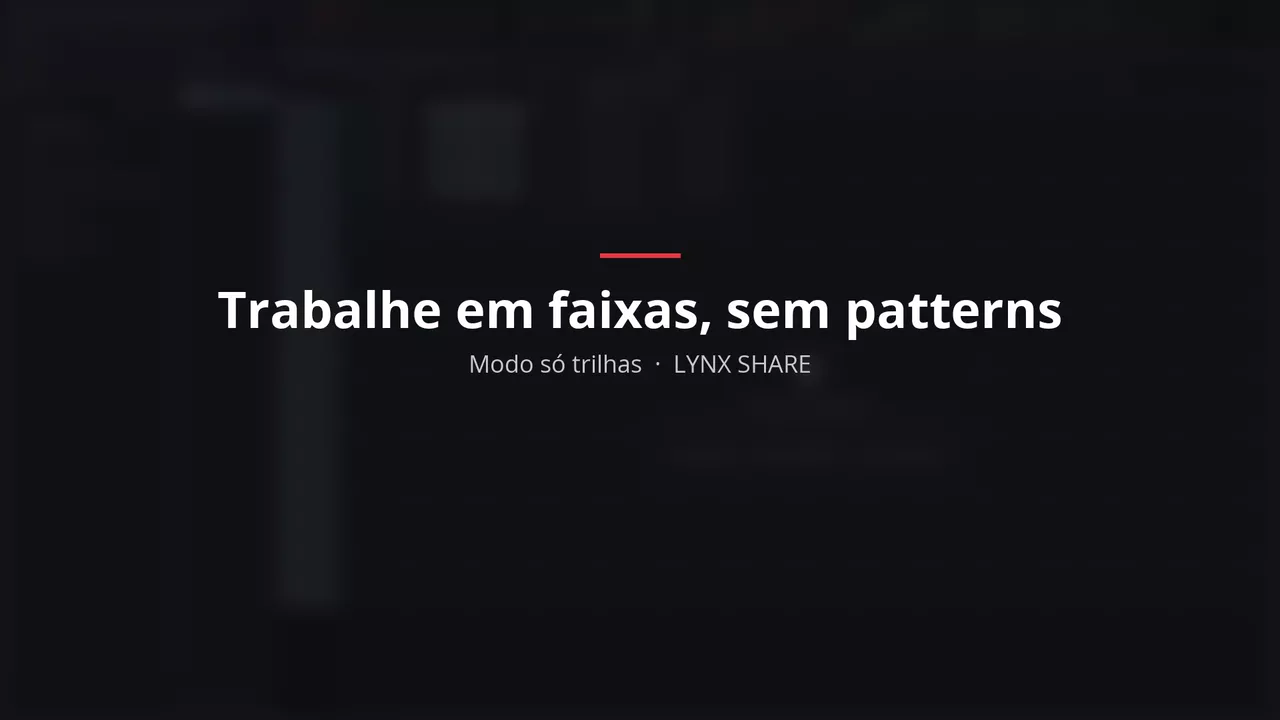 Trabalhe em faixas, sem patterns
Modo só trilhas · LYNX SHARE